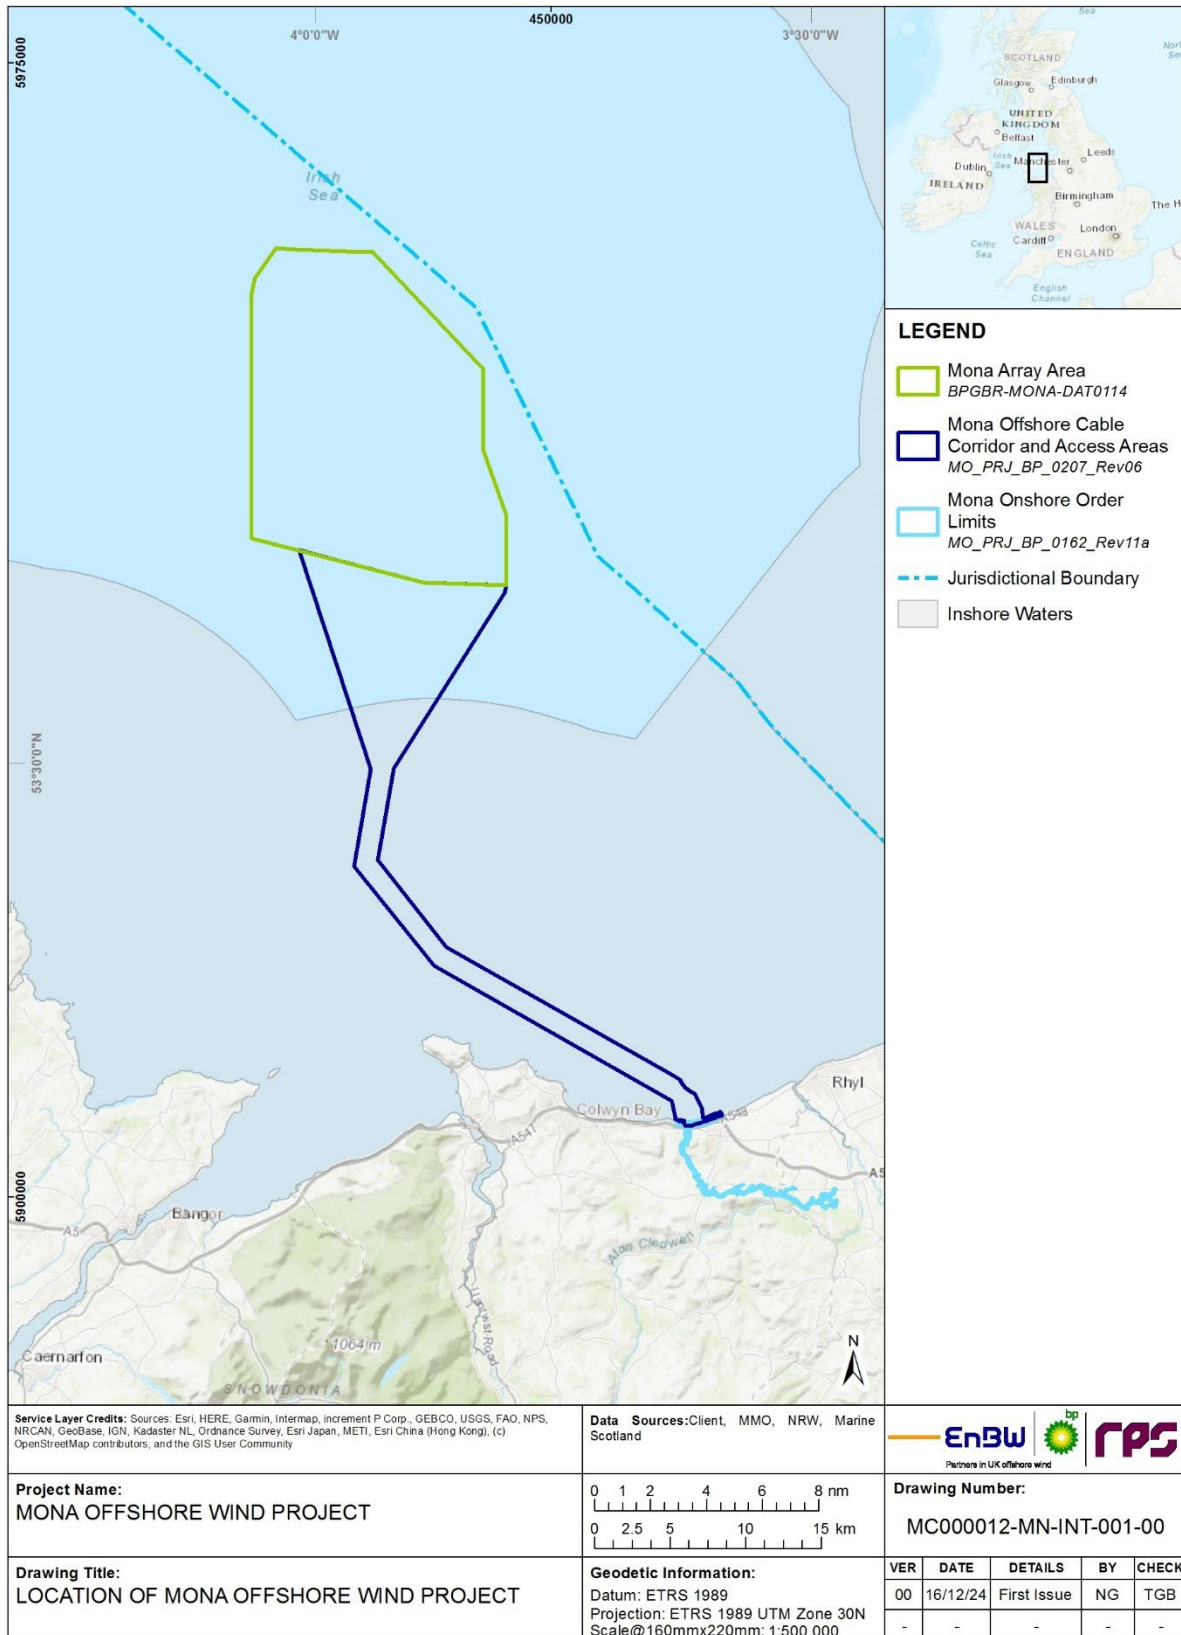 450000
4°0'0"W
3°30'0"W
5975000
Irish
Sea
53°30'0"N
5900000
Colwyn Bay
Rhyl
A548
A547
A5
Bangor
A5
Afon Cledwen
Llanrwst Road
1064 m
Caernarfon
SNOWDONIA
N
Sea
SCOTLAND
Glasgow
Edinburgh
UNITED
KINGDOM
Belfast
Irish
Sea
Dublin
Manchester
Leeds
IRELAND
Birmingham
The H
WALES
London
Cardiff
Celtic
Sea
ENGLAND
English
Channel
LEGEND
Mona Array Area
BPGBR-MONA-DAT0114
Mona Offshore Cable
Corridor and Access Areas
MO_PRJ_BP_0207_Rev06
Mona Onshore Order
Limits
MO_PRJ_BP_0162_Rev11a
Jurisdictional Boundary
Inshore Waters
Service Layer Credits: Sources: Esri, HERE, Garmin, Intermap, increment P Corp., GEBCO, USGS, FAO, NPS,
NRCAN, GeoBase, IGN, Kadaster NL, Ordnance Survey, Esri Japan, METI, Esri China (Hong Kong), (c)
OpenStreetMap contributors, and the GIS User Community
Data Sources:Client, MMO, NRW, Marine
Scotland
EnBW
bp
rps
Partners in UK offshore wind
Project Name:
MONA OFFSHORE WIND PROJECT
0 1 2 4 6 8 nm
0 2.5 5 10 15 km
Drawing Number:
MC000012-MN-INT-001-00
Drawing Title:
LOCATION OF MONA OFFSHORE WIND PROJECT
Geodetic Information:
Datum: ETRS 1989
Projection: ETRS 1989 UTM Zone 30N
Scale@160mmx220mm: 1:500 000
VER DATE DETAILS BY CHECK
00 16/12/24 First Issue NG TGB
- - - - -